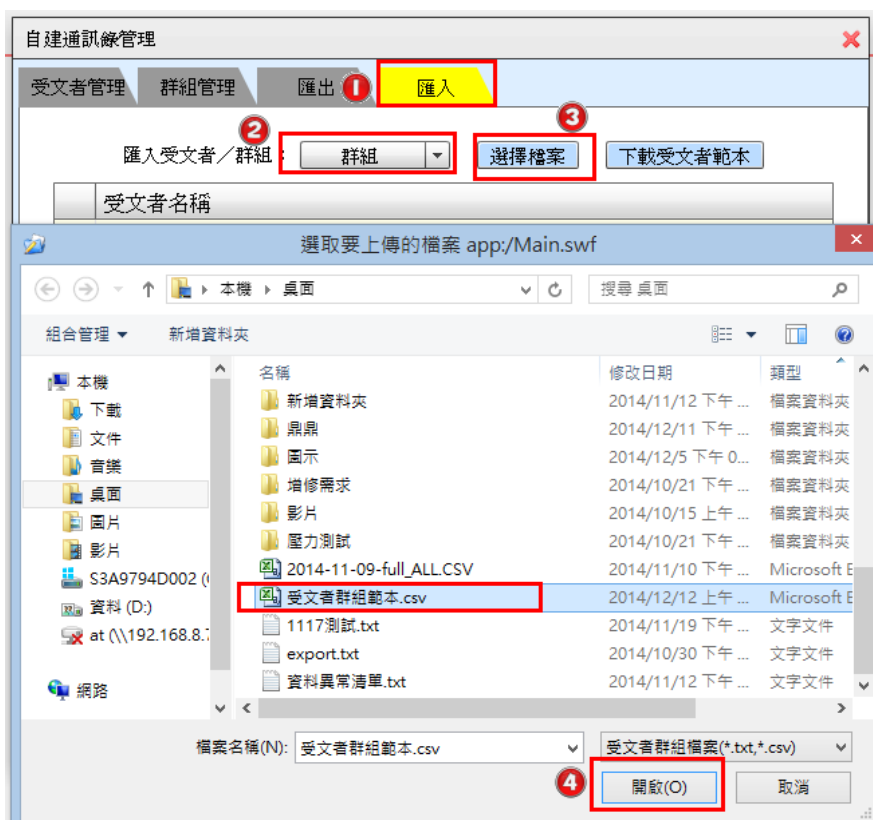 自建通訊錄管理
受文者管理 群組管理 匯出 1 匯入
2 3
匯入受文者／群組： 群組 選擇檔案 下載受文者範本
受文者名稱
選取要上傳的檔案 app:/Main.swf
本機 桌面 搜尋 桌面
組合管理 新增資料夾
本機
下載
文件
音樂
桌面
圖片
影片
S3A9794D002 (
資料 (D:)
at (\\192.168.8.7
網路
名稱 修改日期 類型
新增資料夾 2014/11/12 下午 ... 檔案資料夾
鼎鼎 2014/12/11 下午 ... 檔案資料夾
圖示 2014/12/5 下午 0... 檔案資料夾
增修需求 2014/10/21 下午 ... 檔案資料夾
影片 2014/10/15 上午 ... 檔案資料夾
壓力測試 2014/10/21 下午 ... 檔案資料夾
2014-11-09-full_ALL.CSV 2014/11/10 下午 ... Microsoft E
受文者群組範本.csv 2014/12/12 上午 ... Microsoft E
1117測試.txt 2014/11/19 下午 ... 文字文件
export.txt 2014/10/30 下午 ... 文字文件
資料異常清單.txt 2014/11/12 下午 ... 文字文件
檔案名稱(N): 受文者群組範本.csv 受文者群組檔案(*.txt,*.csv)
4 開啟(O) 取消